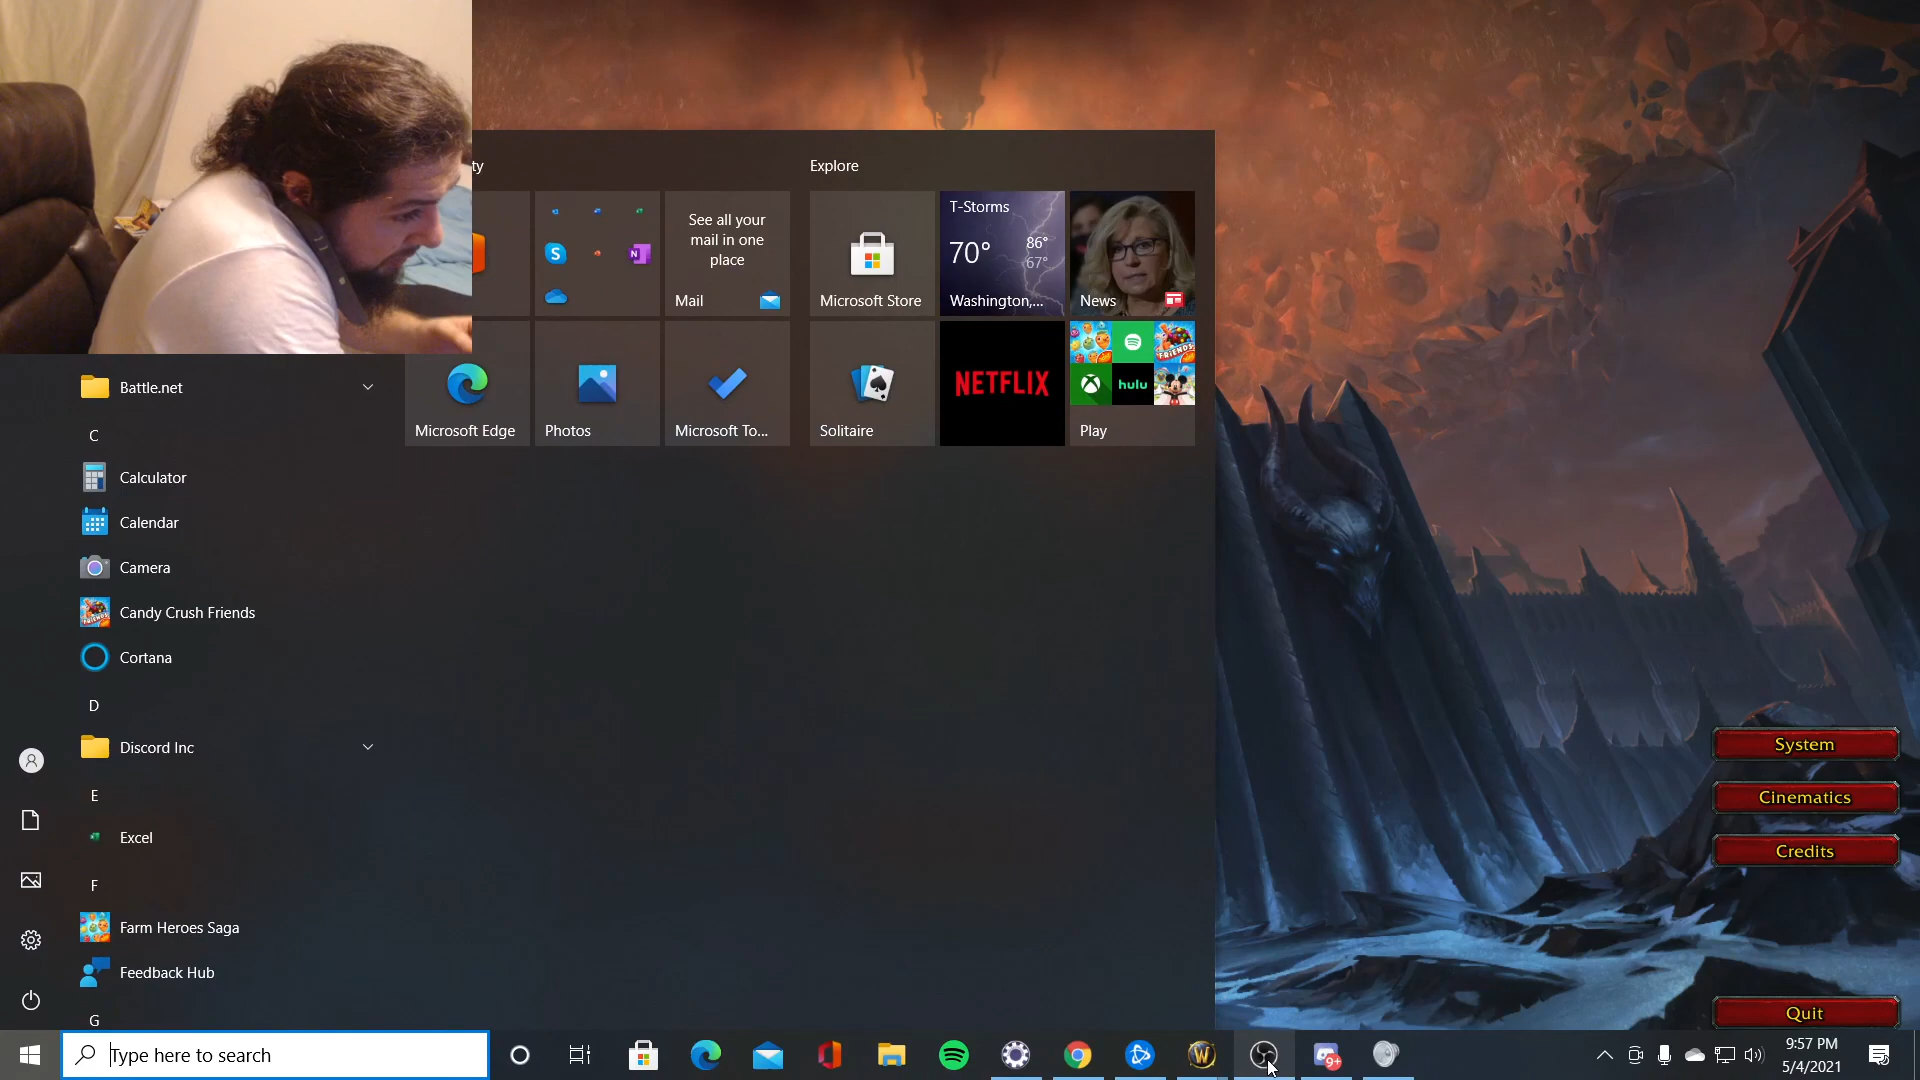 ty
Explore
See all your
mail in one
place
Mail
Microsoft Store
T-Storms
70°
86°
67°
Washington,...
News
Microsoft Edge
Photos
Microsoft To...
Solitaire
NETFLIX
hulu
FRIENDS
Play
Battle.net
C
Calculator
Calendar
Camera
Candy Crush Friends
Cortana
D
Discord Inc
E
Excel
F
Farm Heroes Saga
Feedback Hub
G
System
Cinematics
Credits
Quit
Type here to search
9+
9:57 PM
5/4/2021